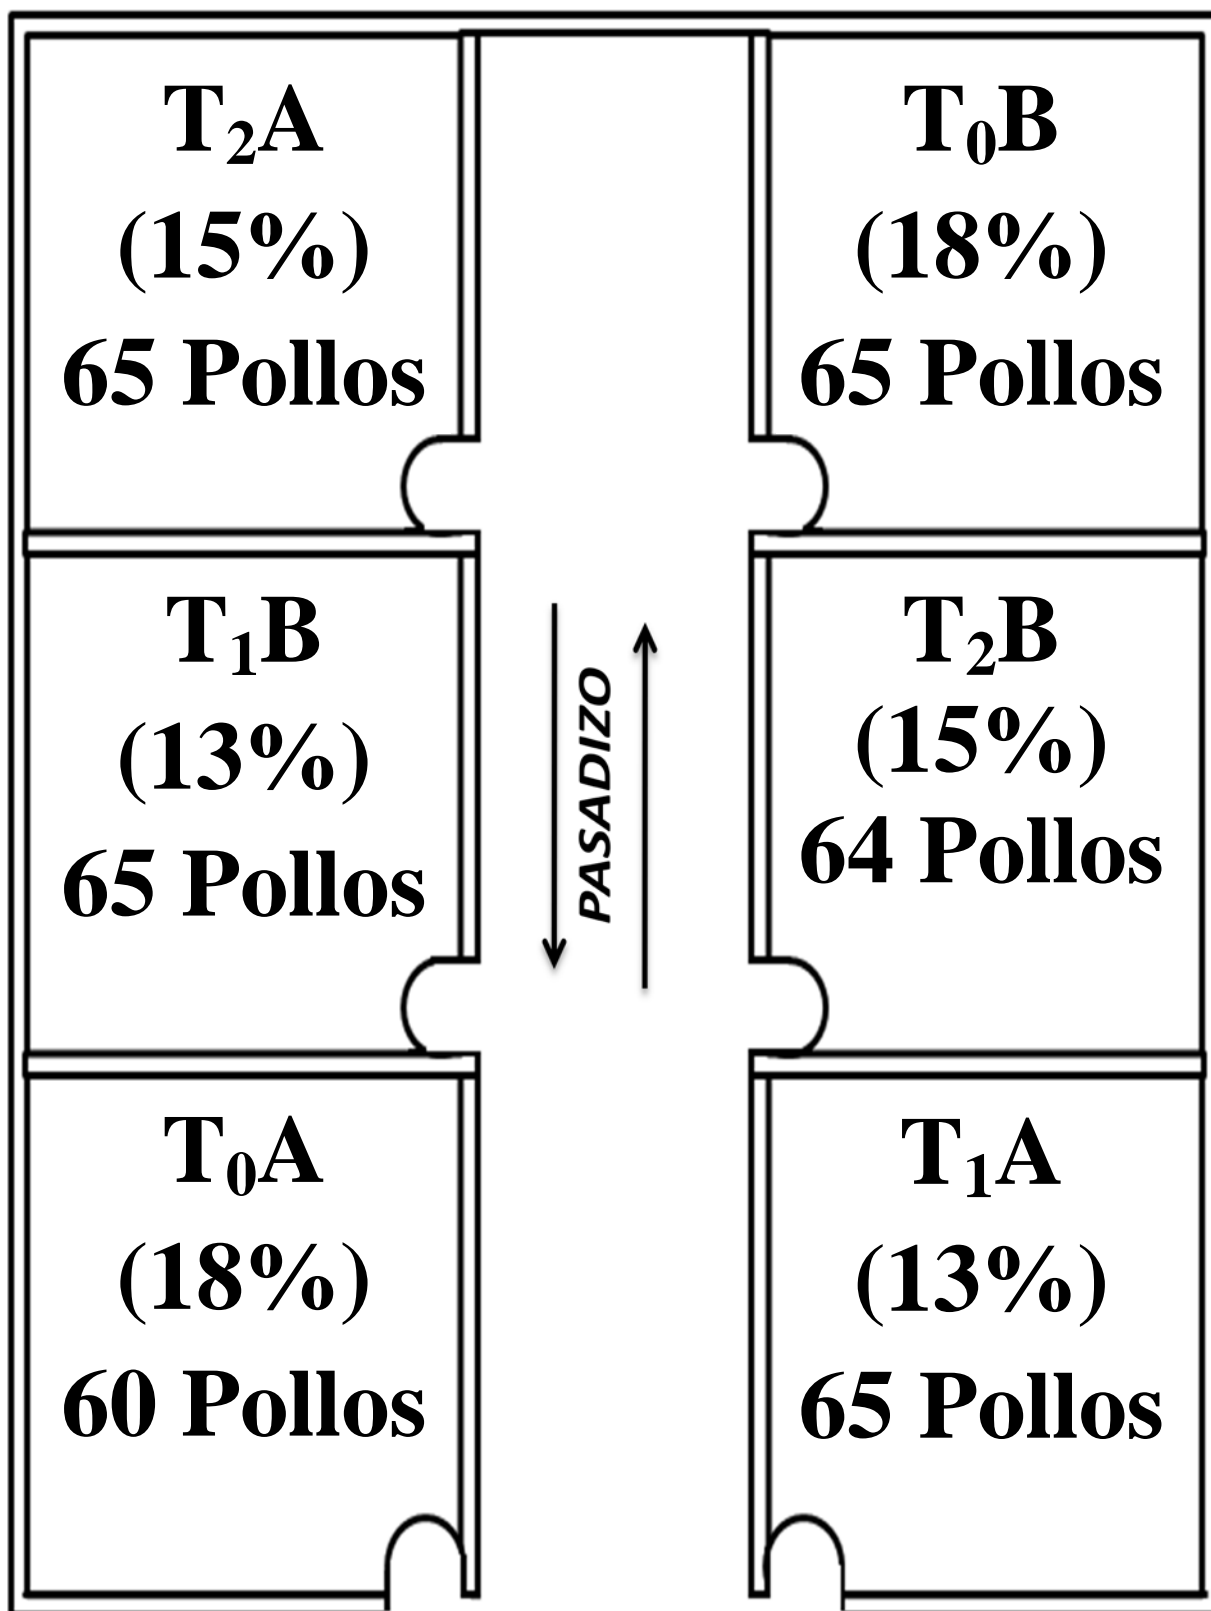 T₂A
(15%)
65 Pollos
T₀B
(18%)
65 Pollos
T₁B
(13%)
65 Pollos
PASADIZO
T₂B
(15%)
64 Pollos
T₀A
(18%)
60 Pollos
T₁A
(13%)
65 Pollos